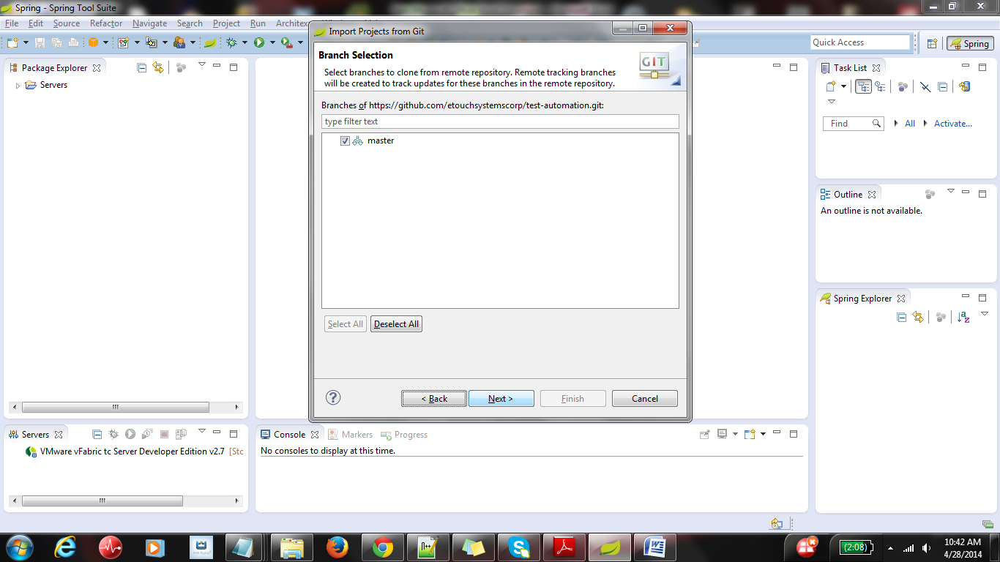 Spring - Spring Tool Suite
File Edit Source Refactor Navigate Search Project Run
Quick Access
Spring
Package Explorer
Servers
Import Projects from Git
Branch Selection
Select branches to clone from remote repository. Remote tracking branches
will be created to track updates for these branches in the remote repository.
GIT
Branches of https://github.com/etouchsystemscorp/test-automation.git:
type filter text
master
Select All Deselect All
< Back Next > Finish Cancel
Task List
Find All Activate...
Outline
An outline is not available.
Spring Explorer
Servers
VMware vFabric tc Server Developer Edition v2.7 [Stc
Console Markers Progress
No consoles to display at this time.
(2:08)
10:42 AM
4/28/2014